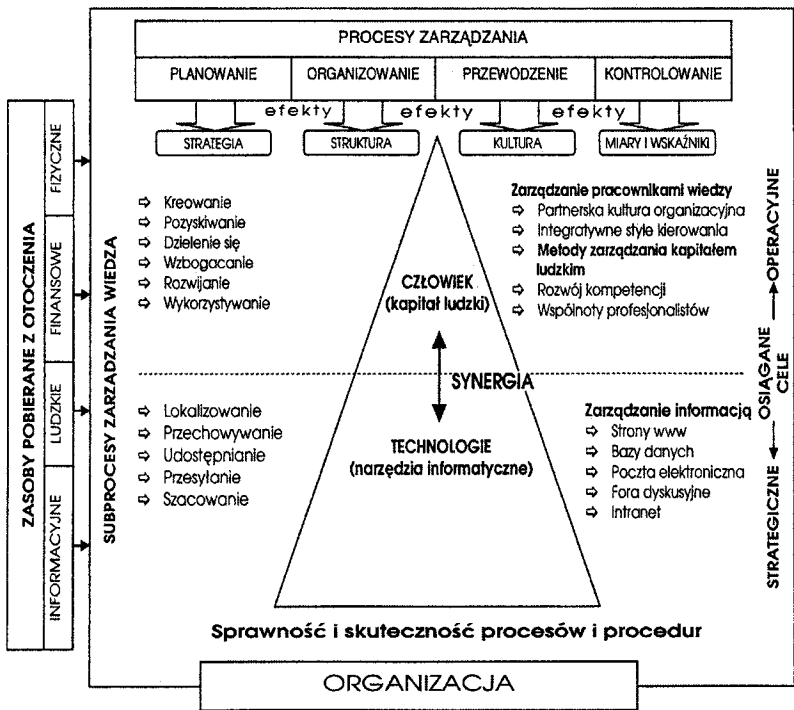 PROCESY ZARZĄDZANIA
PLANOWANIE
ORGANIZOWANIE
PRZEWODZENIE
KONTROLOWANIE
efekty
efekty
efekty
STRATEGIA
STRUKTURA
KULTURA
MIARY I WSKAŹNIKI
ZASOBY POBIERANE Z OTOCZENIA
FIZYCZNE
FINANSOWE
LUDZKIE
INFORMACYJNE
SUBPROCESY ZARZĄDZANIA WIEDZĄ
⇨ Kreowanie
⇨ Pozyskiwanie
⇨ Dzielenie się
⇨ Wzbogacanie
⇨ Rozwijanie
⇨ Wykorzystywanie
⇨ Lokalizowanie
⇨ Przechowywanie
⇨ Udostępnianie
⇨ Przesyłanie
⇨ Szacowanie
CZŁOWIEK
(kapitał ludzki)
SYNERGIA
TECHNOLOGIE
(narzędzia informatyczne)
Zarządzanie pracownikami wiedzy
⇨ Partnerska kultura organizacyjna
⇨ Integratywne style kierowania
⇨ Metody zarządzania kapitałem
ludzkim
⇨ Rozwój kompetencji
⇨ Wspólnoty profesjonalistów
Zarządzanie informacją
⇨ Strony www
⇨ Bazy danych
⇨ Poczta elektroniczna
⇨ Fora dyskusyjne
⇨ Intranet
OPERACYJNE
OSIĄGANE
CELE
STRATEGICZNE
Sprawność i skuteczność procesów i procedur
ORGANIZACJA